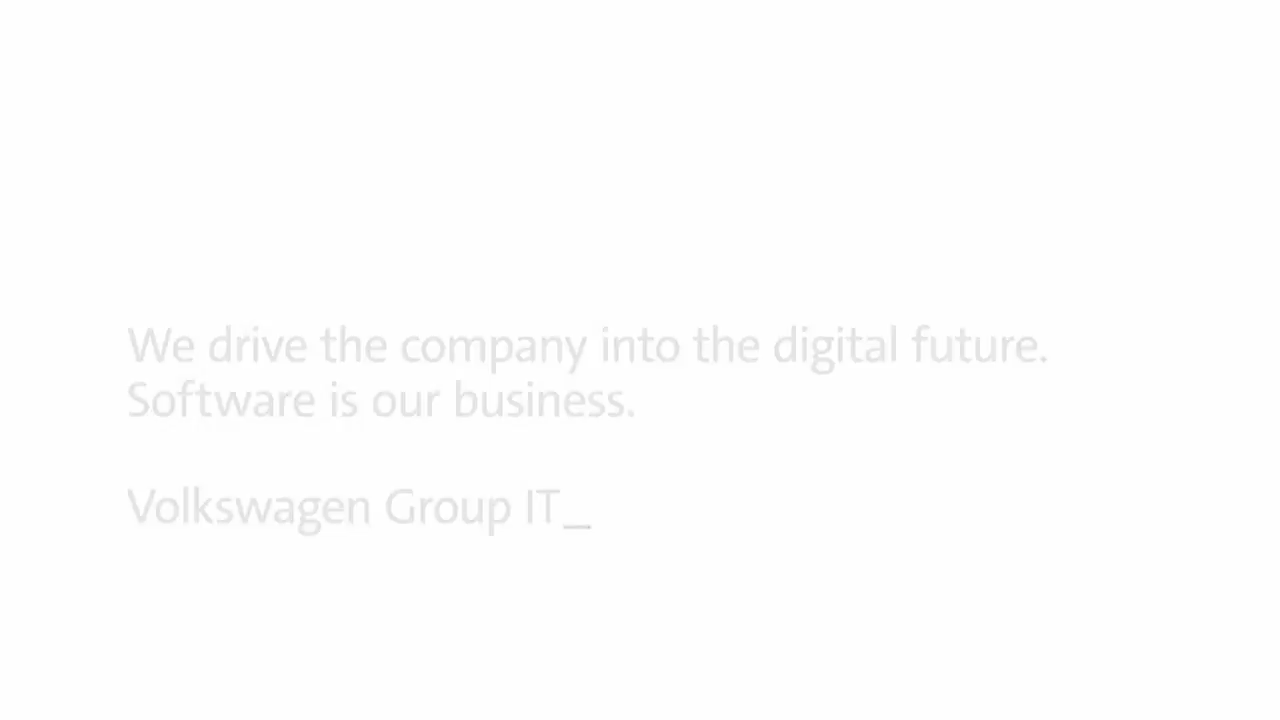 We drive the company into the digital future.
Software is our business.
Volkswagen Group IT_